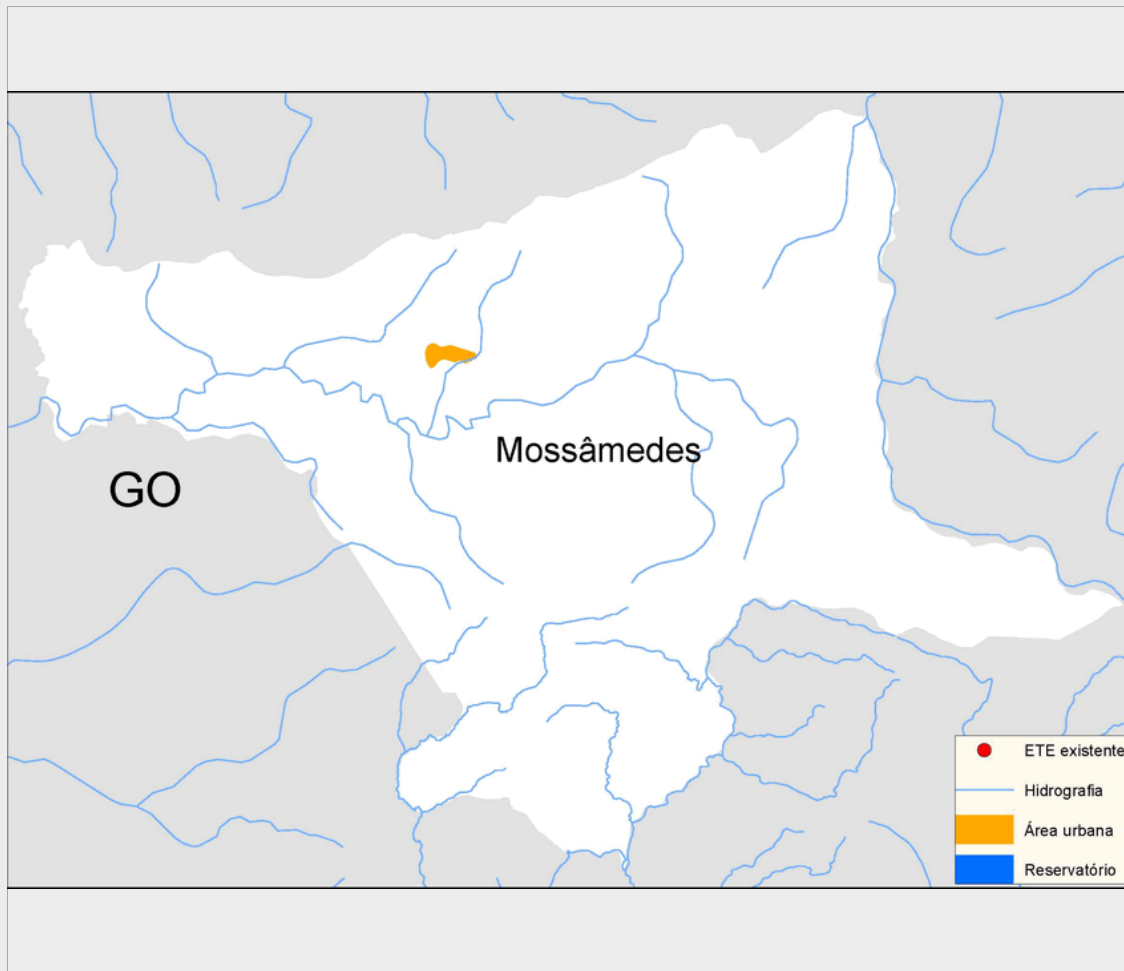 Mossâmedes
GO
ETE existente
Hidrografia
Área urbana
Reservatório